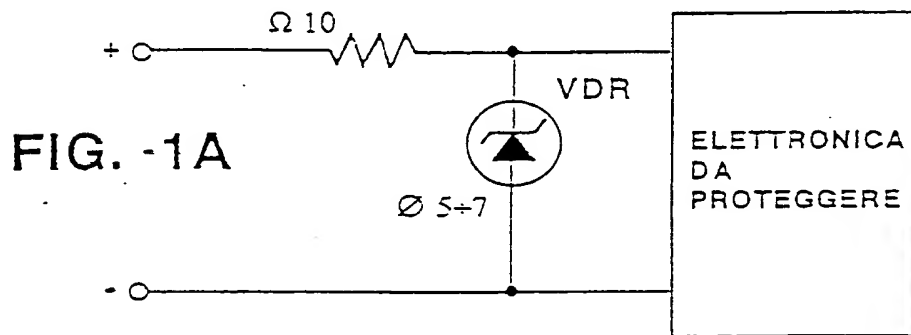 Ω 10
+
VDR
FIG. -1A
ELETTRONICA
DA
PROTEGGERE
Ø 5÷7
-